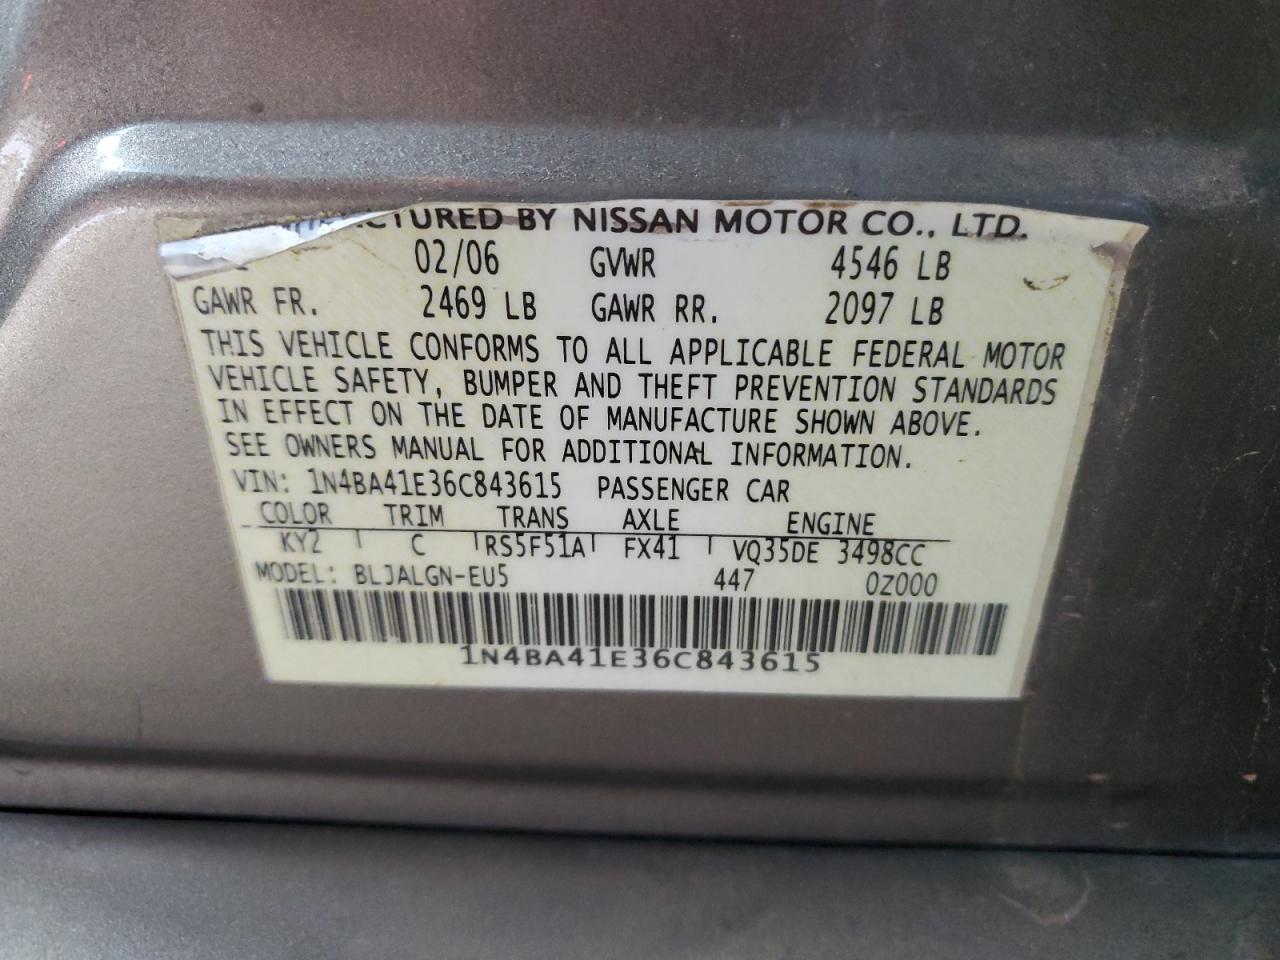 MANUFACTURED BY NISSAN MOTOR CO., LTD.
02/06 GVWR 4546 LB
GAWR FR. 2469 LB GAWR RR. 2097 LB
THIS VEHICLE CONFORMS TO ALL APPLICABLE FEDERAL MOTOR
VEHICLE SAFETY, BUMPER AND THEFT PREVENTION STANDARDS
IN EFFECT ON THE DATE OF MANUFACTURE SHOWN ABOVE.
SEE OWNERS MANUAL FOR ADDITIONAL INFORMATION.
VIN: 1N4BA41E36C843615 PASSENGER CAR
COLOR TRIM TRANS AXLE ENGINE
KY2 C RS5F51A FX41 VQ35DE 3498CC
MODEL: BLJALGN-EU5 447 0Z000
1N4BA41E36C843615